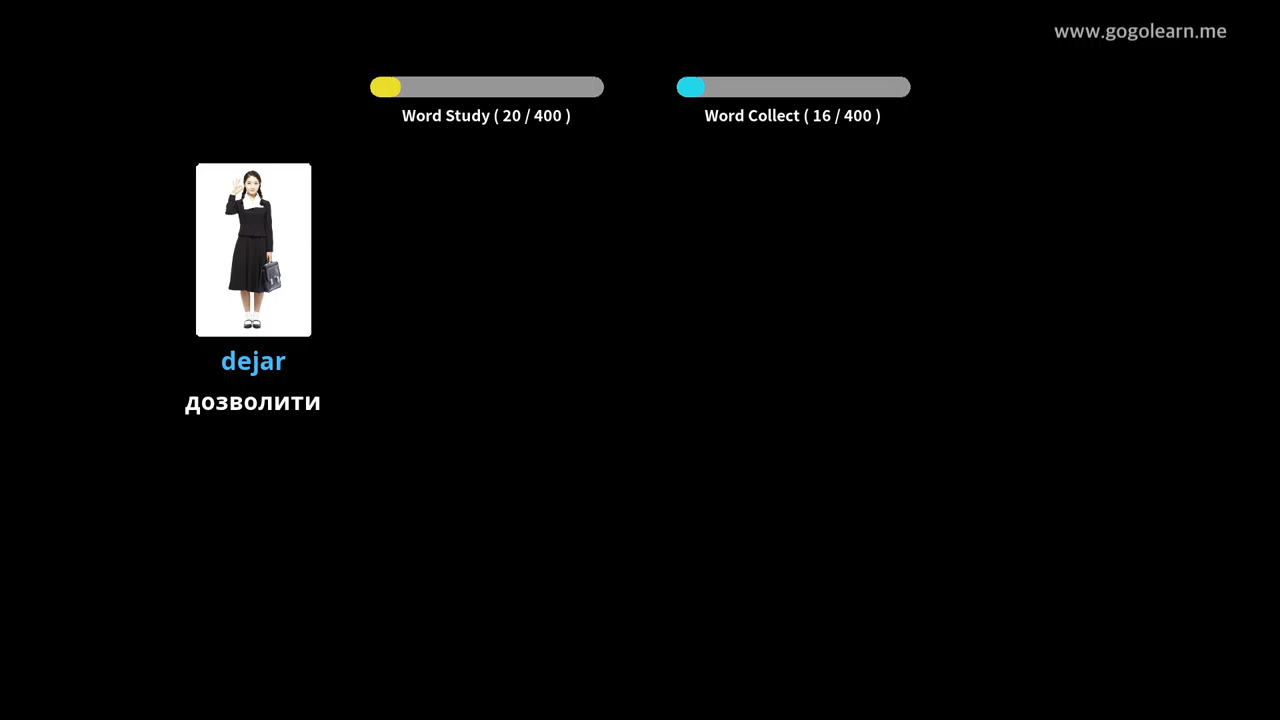 www.gogolearn.me
Word Study ( 20 / 400 )
Word Collect ( 16 / 400 )
dejar
дозволити